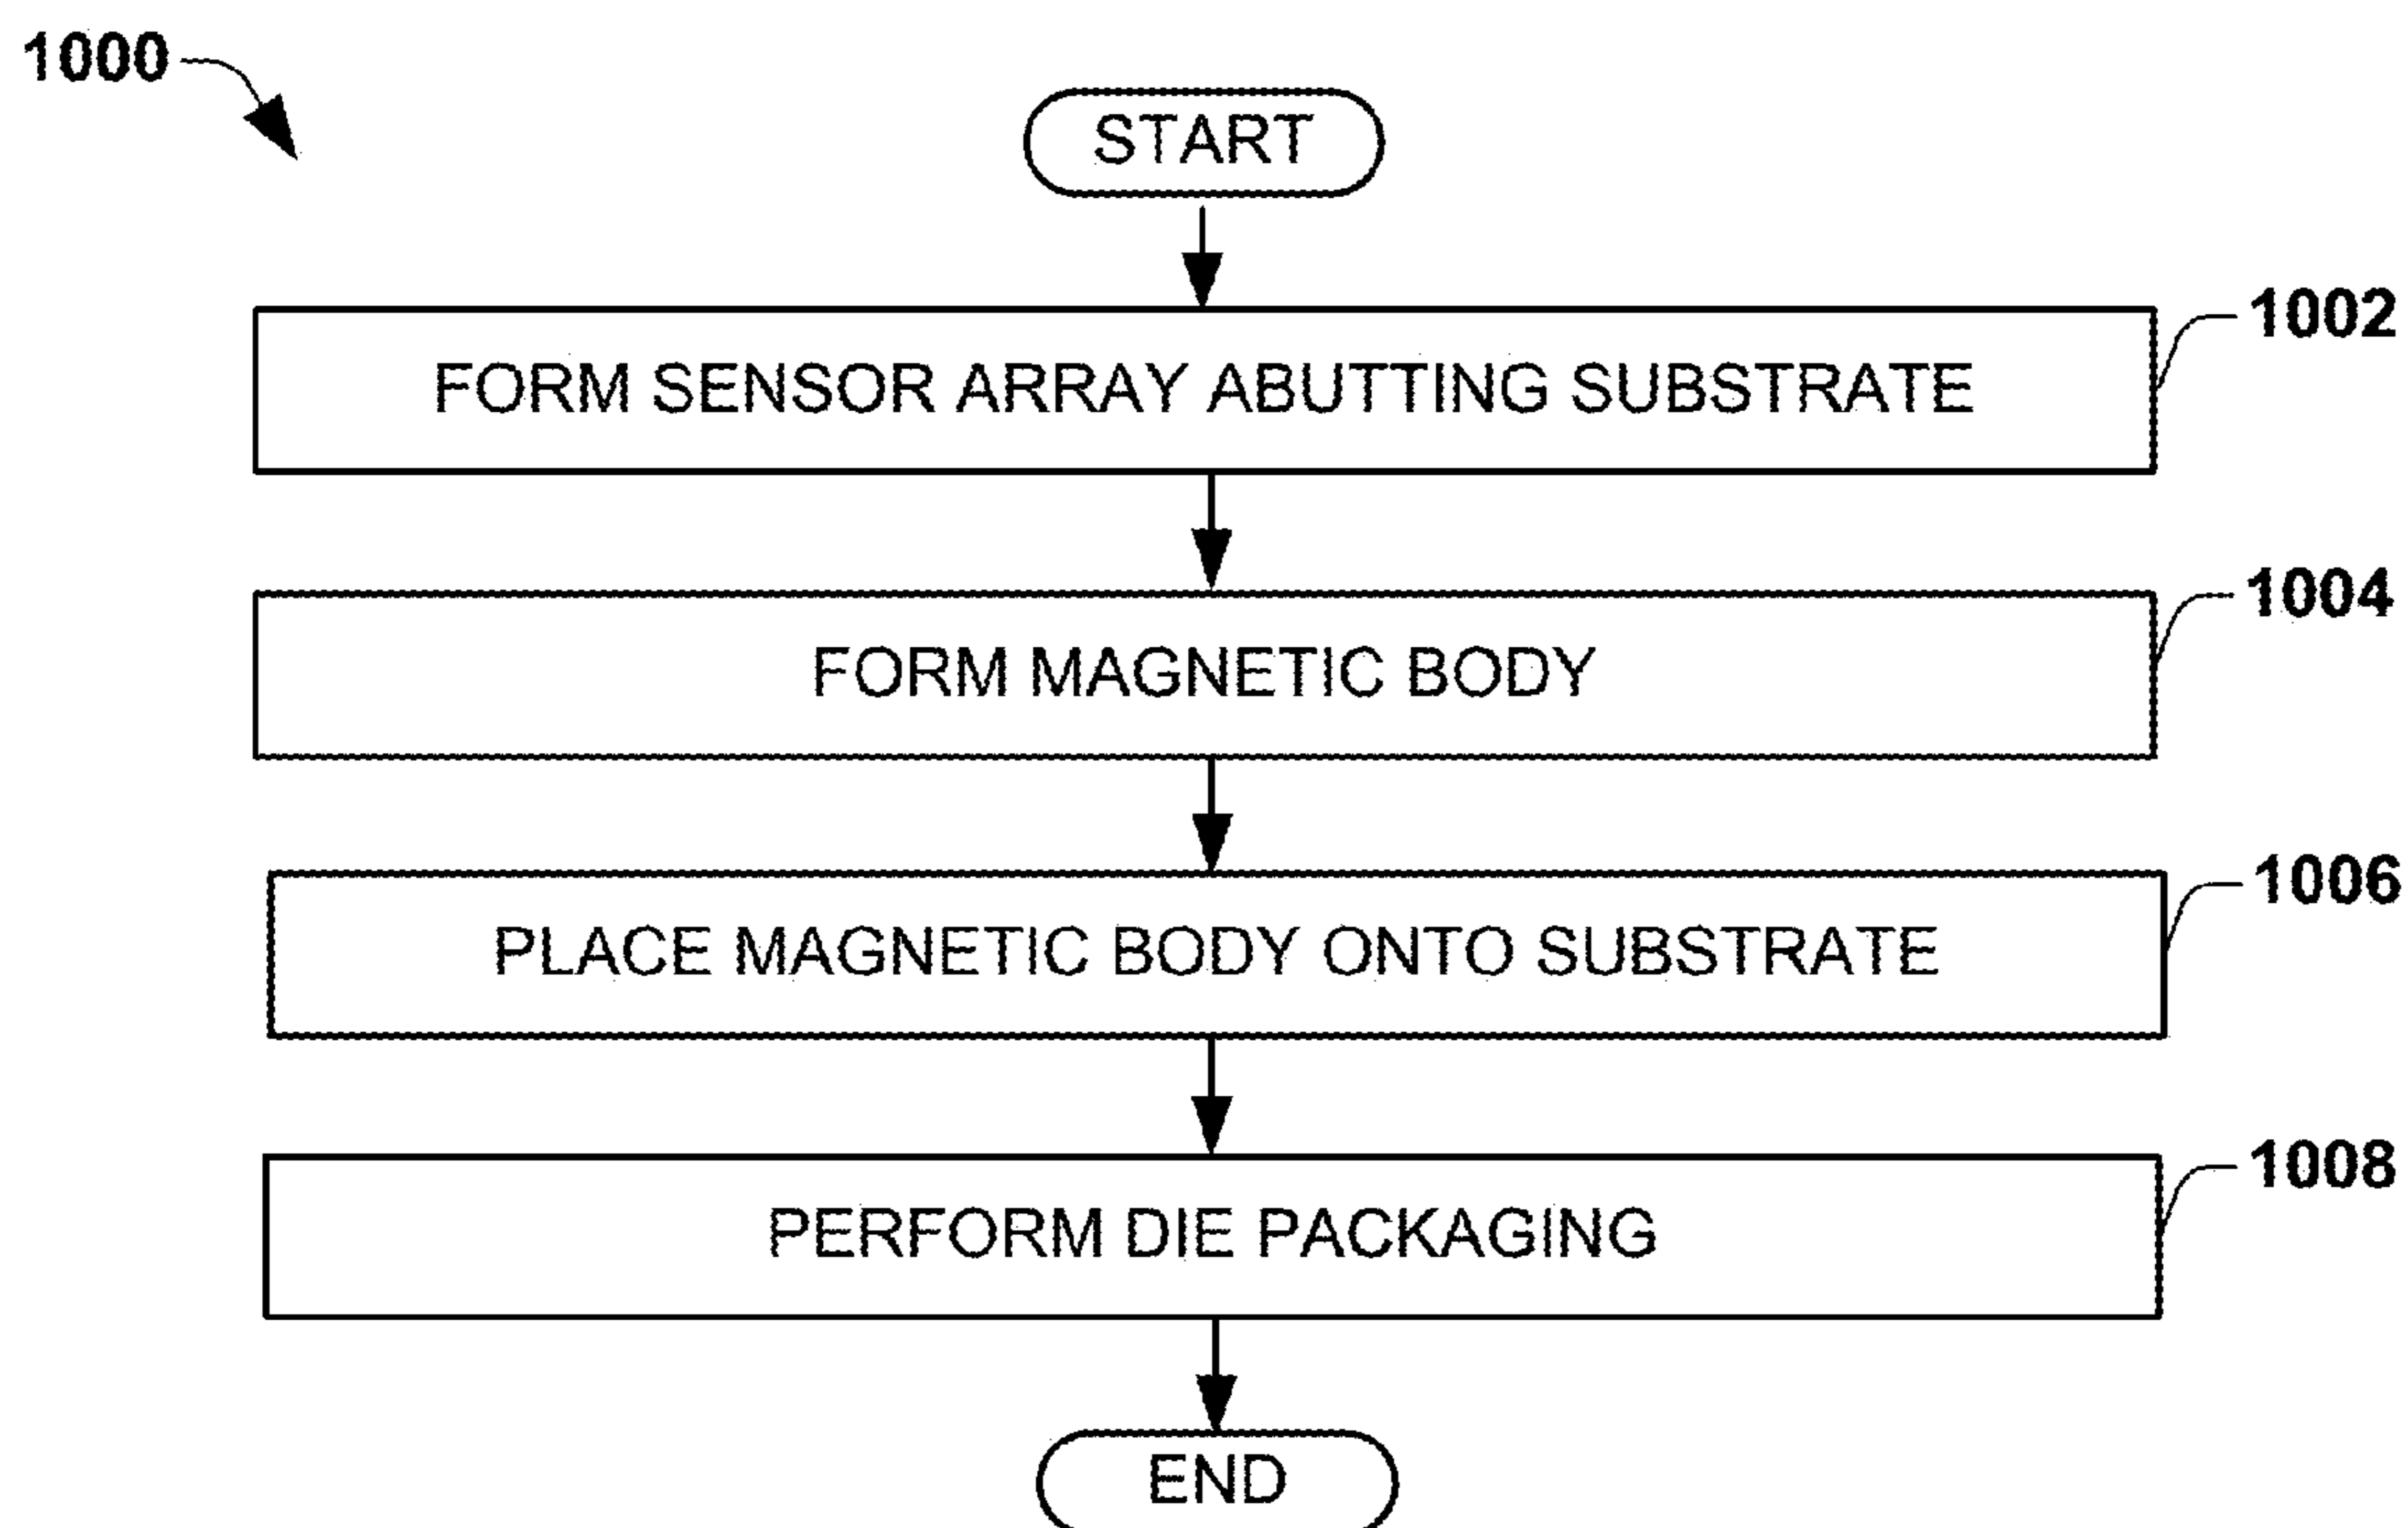 1000
START
1002
FORM SENSOR ARRAY ABUTTING SUBSTRATE
1004
FORM MAGNETIC BODY
1006
PLACE MAGNETIC BODY ONTO SUBSTRATE
1008
PERFORM DIE PACKAGING
END